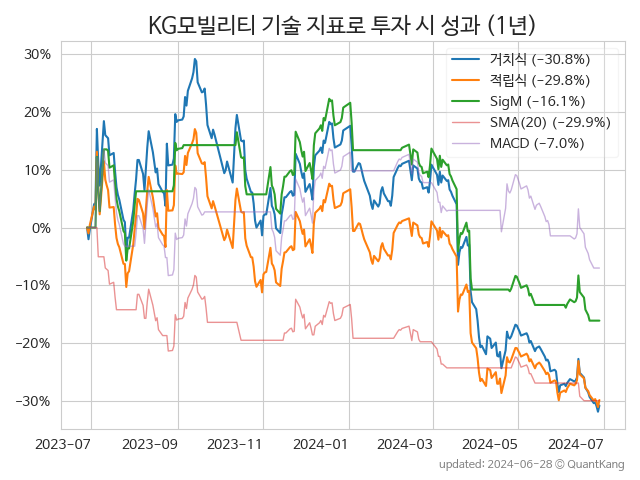 KG모빌리티 기술 지표로 투자 시 성과 (1년)
거치식 (−30.8%)
적립식 (−29.8%)
SigM (−16.1%)
SMA(20) (−29.9%)
MACD (−7.0%)
30%
20%
10%
0%
−10%
−20%
−30%
2023-07 2023-09 2023-11 2024-01 2024-03 2024-05 2024-07
updated: 2024-06-28 ⓒ QuantKang